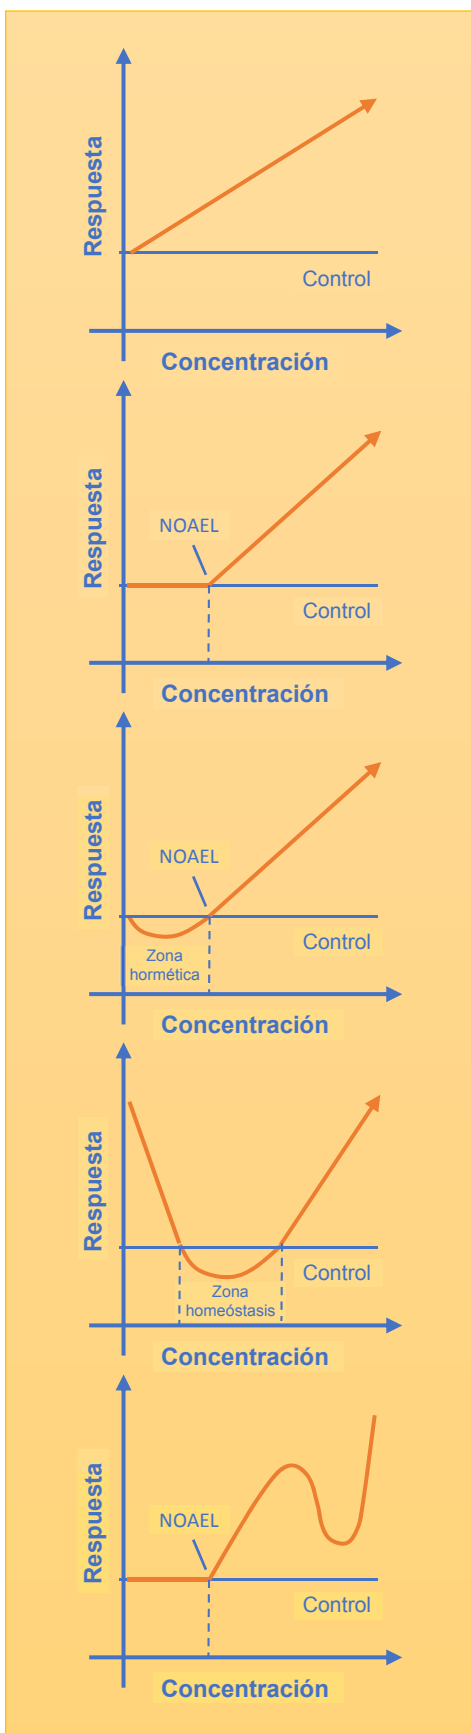 Respuesta
Control
Concentración
Respuesta
NOAEL
Control
Concentración
Respuesta
NOAEL
Control
Zona
hormética
Concentración
Respuesta
Control
Zona
homeóstasis
Concentración
Respuesta
NOAEL
Control
Concentración